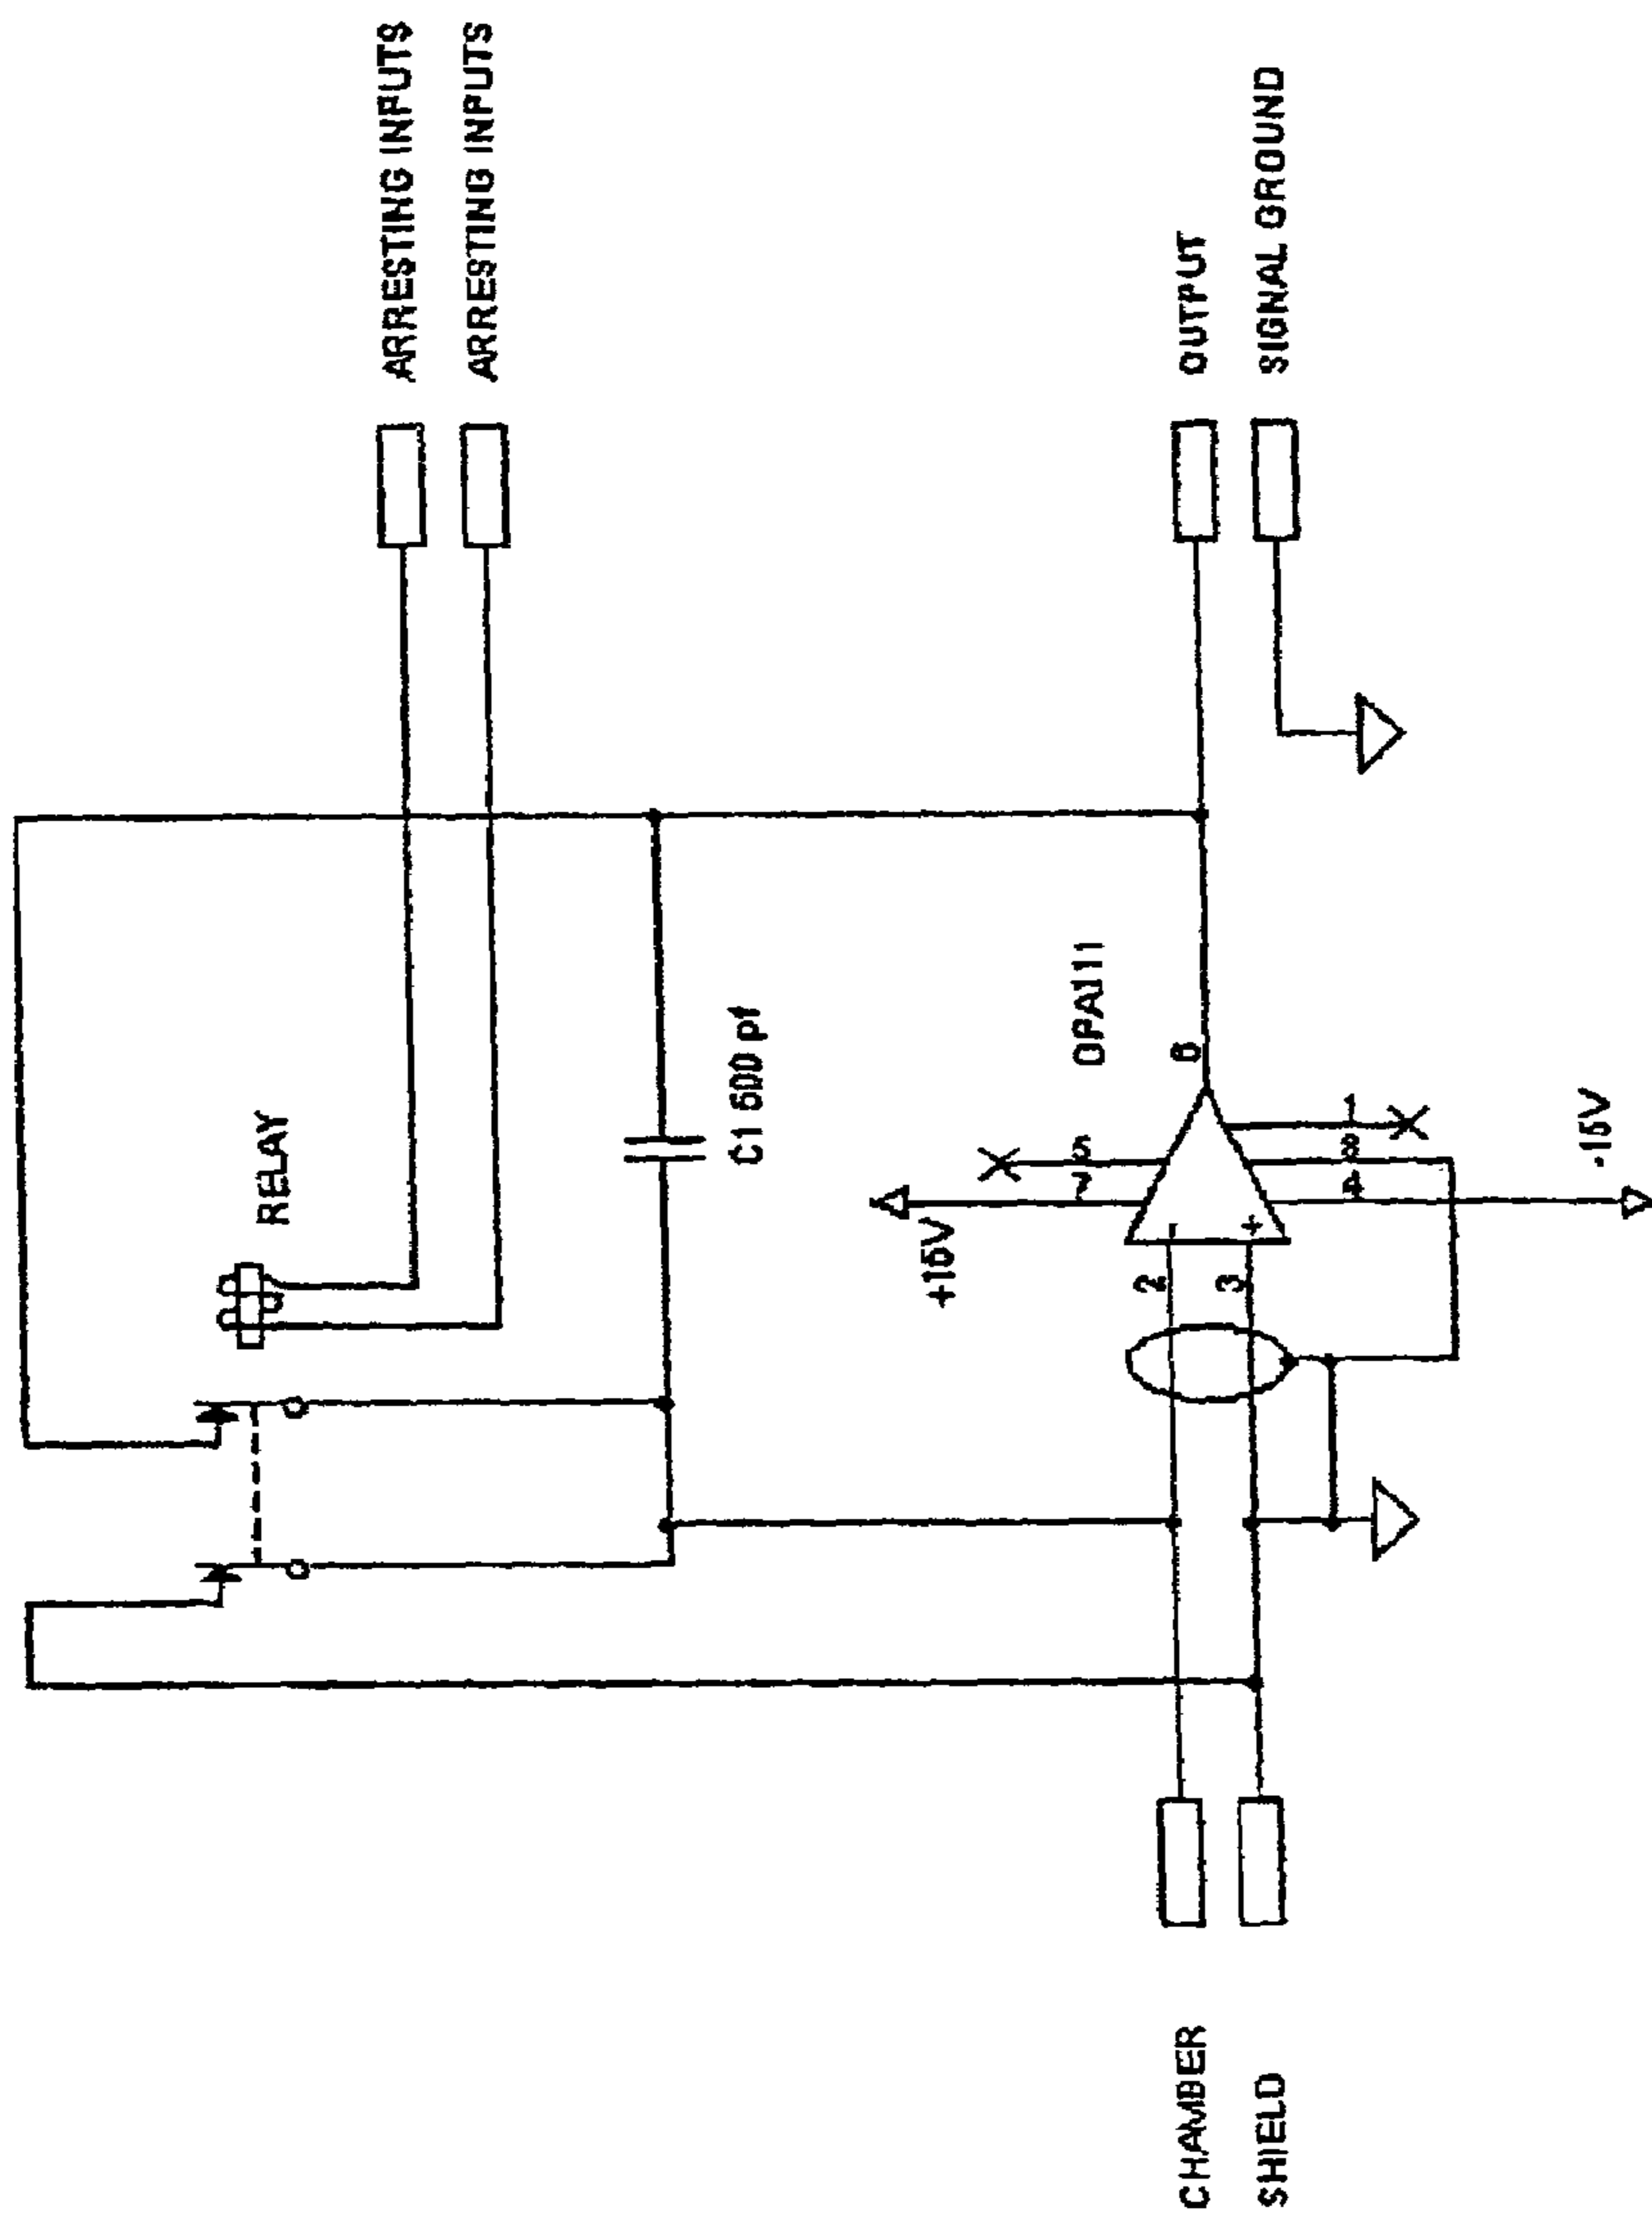 ARRESTING INPUTS
ARRESTING INPUTS
RELAY
C1 600 pf
OPA111
+15V
5
7
2
3
-
+
6
1
8
4
-15V
OUTPUT
SIGNAL GROUND
CHAMBER
SHIELD